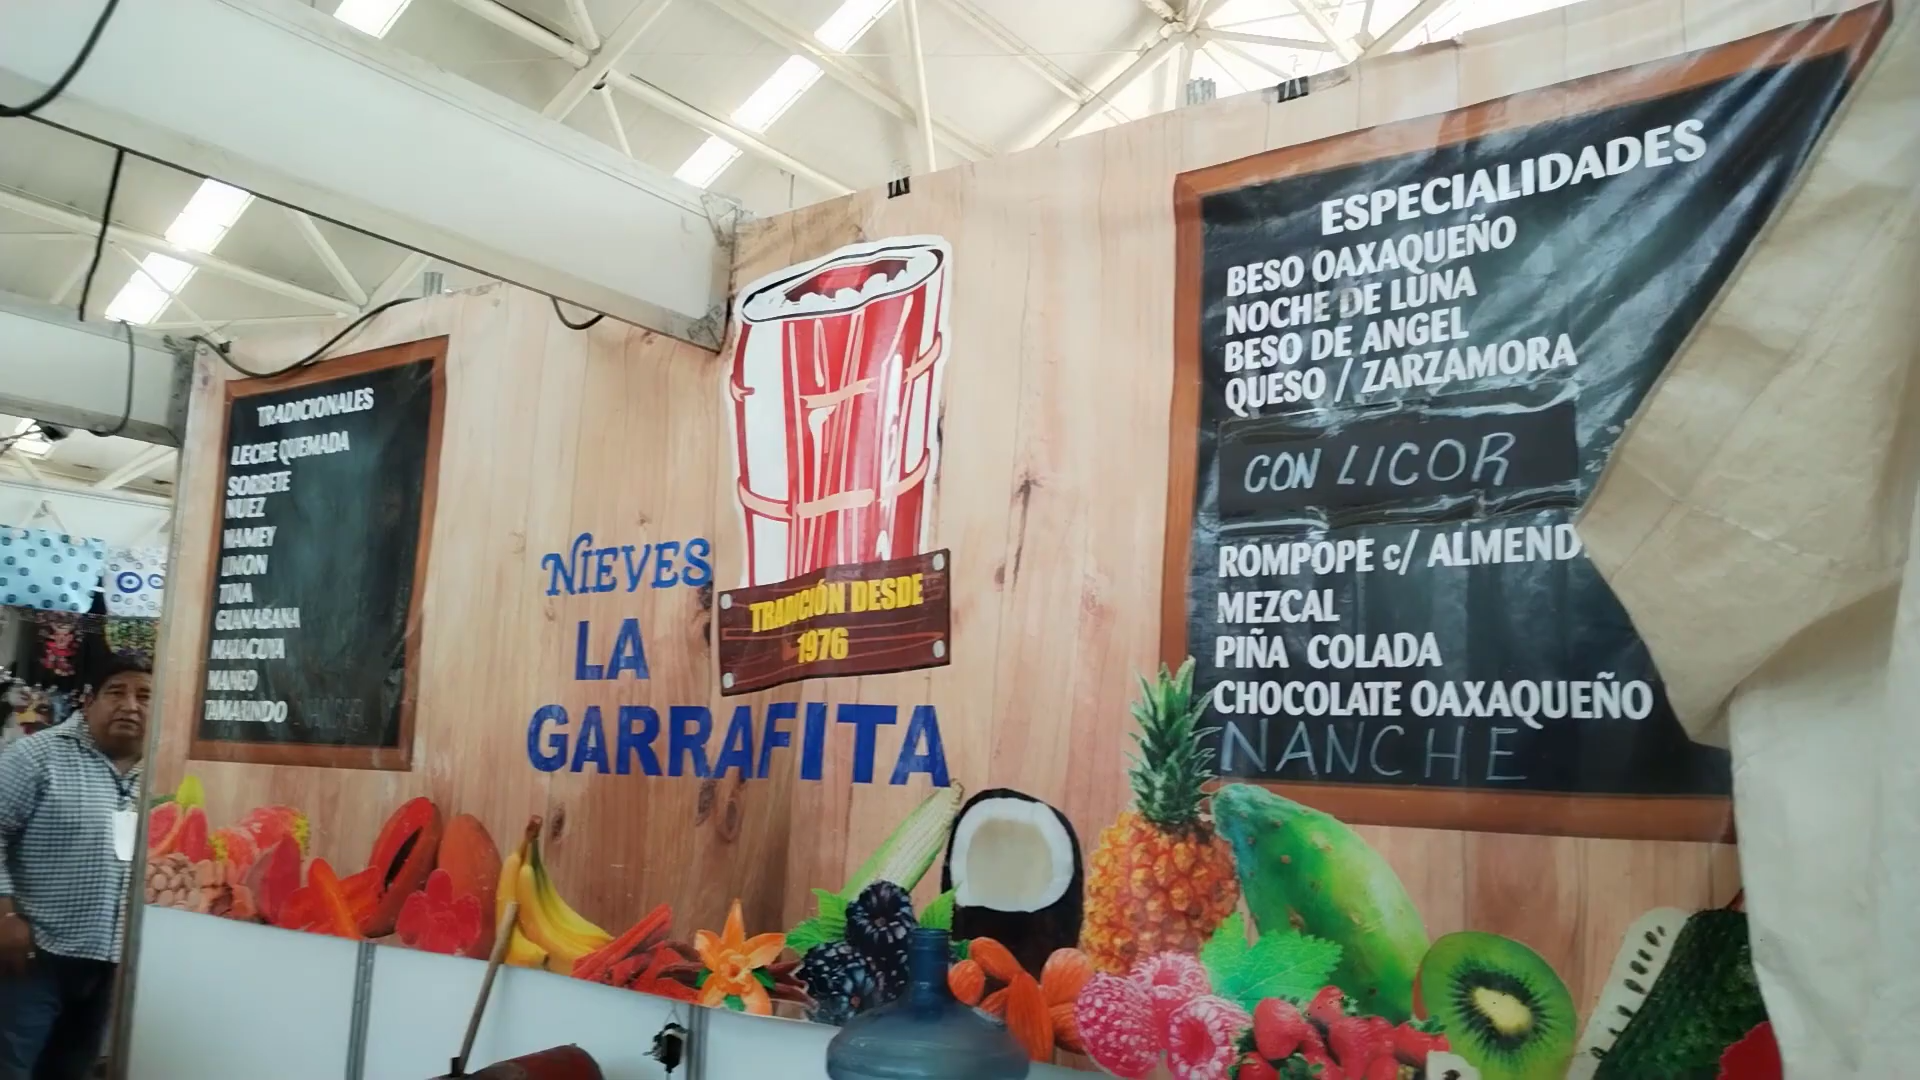 TRADICIONALES
LECHE QUEMADA
SORBETE
NUEZ
MAMEY
LIMON
TUNA
GUANABANA
MARACUYA
MANGO
TAMARINDO
NIEVES
LA
GARRAFITA
TRADICIÓN DESDE
1976
ESPECIALIDADES
BESO OAXAQUEÑO
NOCHE DE LUNA
BESO DE ANGEL
QUESO / ZARZAMORA
CON LICOR
ROMPOPE c/ ALMEND
MEZCAL
PIÑA COLADA
CHOCOLATE OAXAQUEÑO
NANCHE